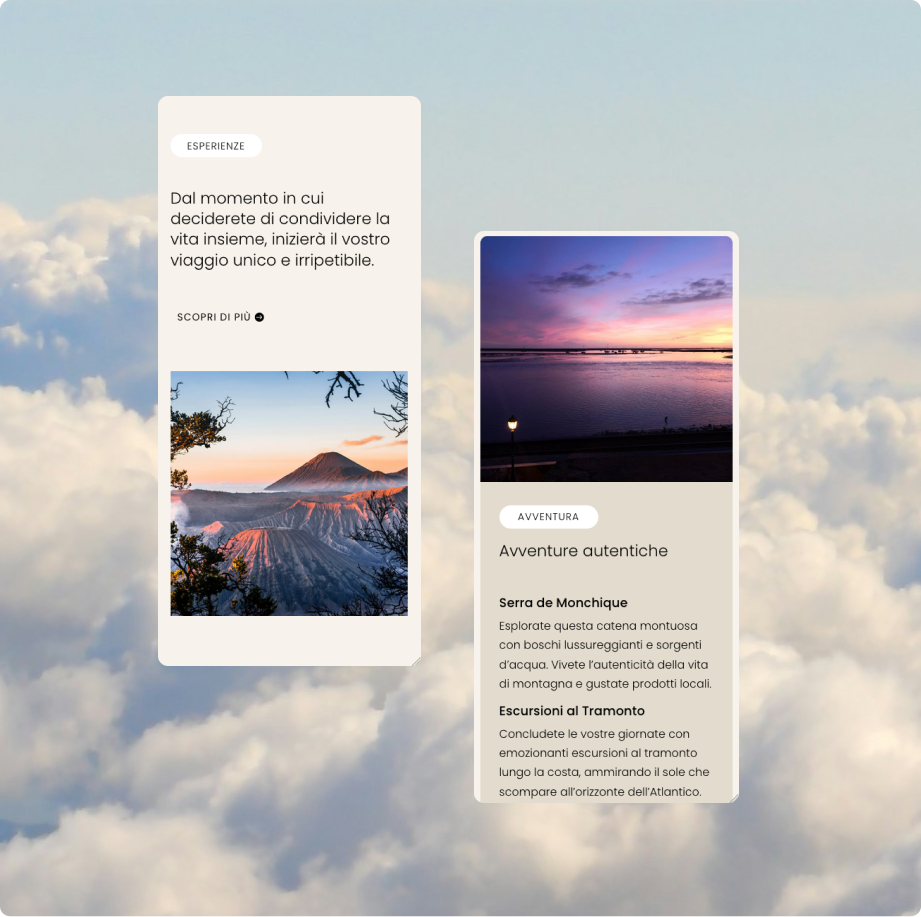 ESPERIENZE
Dal momento in cui
deciderete di condividere la
vita insieme, inizierà il vostro
viaggio unico e irripetibile.
SCOPRI DI PIÙ
AVVENTURA
Avventure autentiche
Serra de Monchique
Esplorate questa catena montuosa
con boschi lussureggianti e sorgenti
d’acqua. Vivete l’autenticità della vita
di montagna e gustate prodotti locali.
Escursioni al Tramonto
Concludete le vostre giornate con
emozionanti escursioni al tramonto
lungo la costa, ammirando il sole che
scompare all’orizzonte dell’Atlantico.